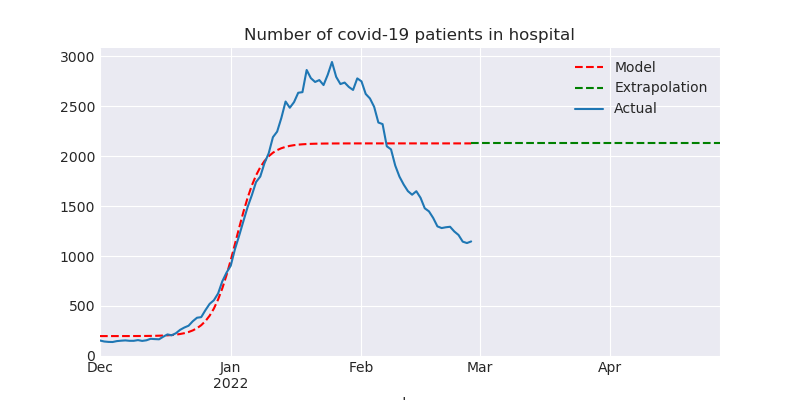 Number of covid-19 patients in hospital
3000
2500
2000
1500
1000
500
0
Model
Extrapolation
Actual
Dec
Jan
2022
Feb
Mar
Apr